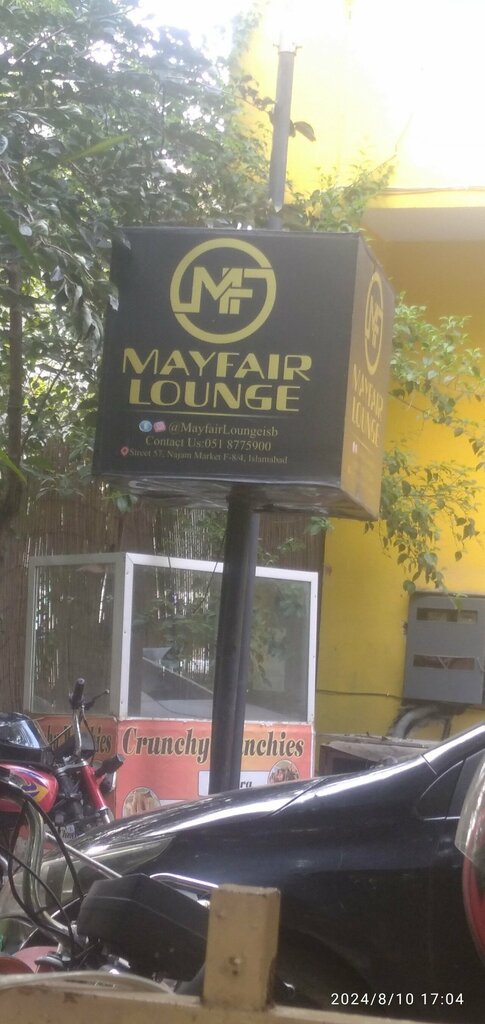 MF
MAYFAIR
LOUNGE
@MayfairLoungeisb
Contact Us:051 8775900
Street 57, Najam Market F-8/4, Islamabad
MF
MAYFAIR
LOUNGE
Crunchy
2024/8/10 17:04